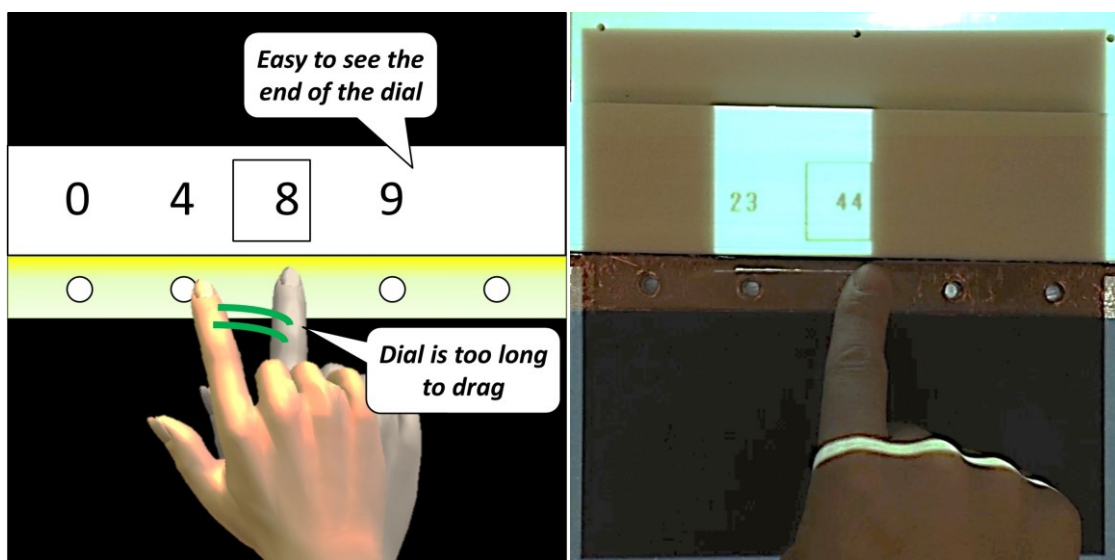 Easy to see the
end of the dial
0 4 8 9
Dial is too long
to drag
23 44